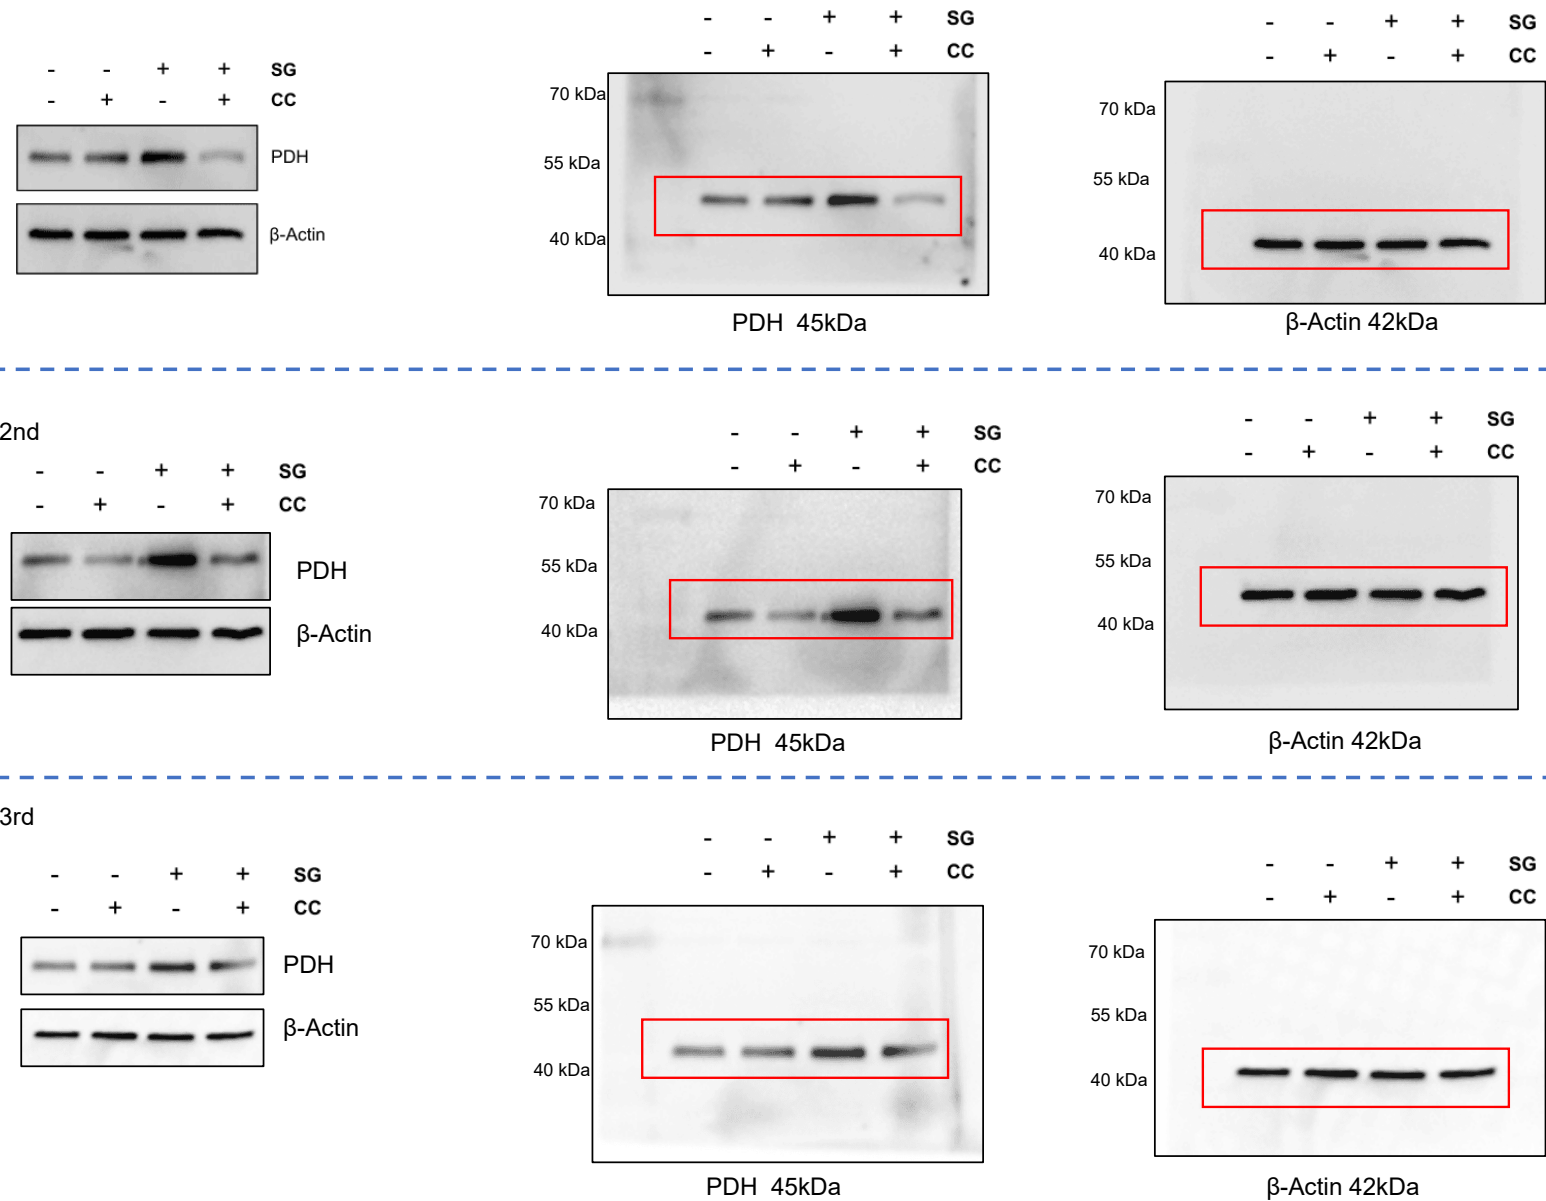 - - + + SG
- + - + CC
PDH
β-Actin
- - + + SG
- + - + CC
70 kDa
55 kDa
40 kDa
PDH 45kDa
- - + + SG
- + - + CC
70 kDa
55 kDa
40 kDa
β-Actin 42kDa
2nd
- - + + SG
- + - + CC
PDH
β-Actin
- - + + SG
- + - + CC
70 kDa
55 kDa
40 kDa
PDH 45kDa
- - + + SG
- + - + CC
70 kDa
55 kDa
40 kDa
β-Actin 42kDa
3rd
- - + + SG
- + - + CC
PDH
β-Actin
- - + + SG
- + - + CC
70 kDa
55 kDa
40 kDa
PDH 45kDa
- - + + SG
- + - + CC
70 kDa
55 kDa
40 kDa
β-Actin 42kDa